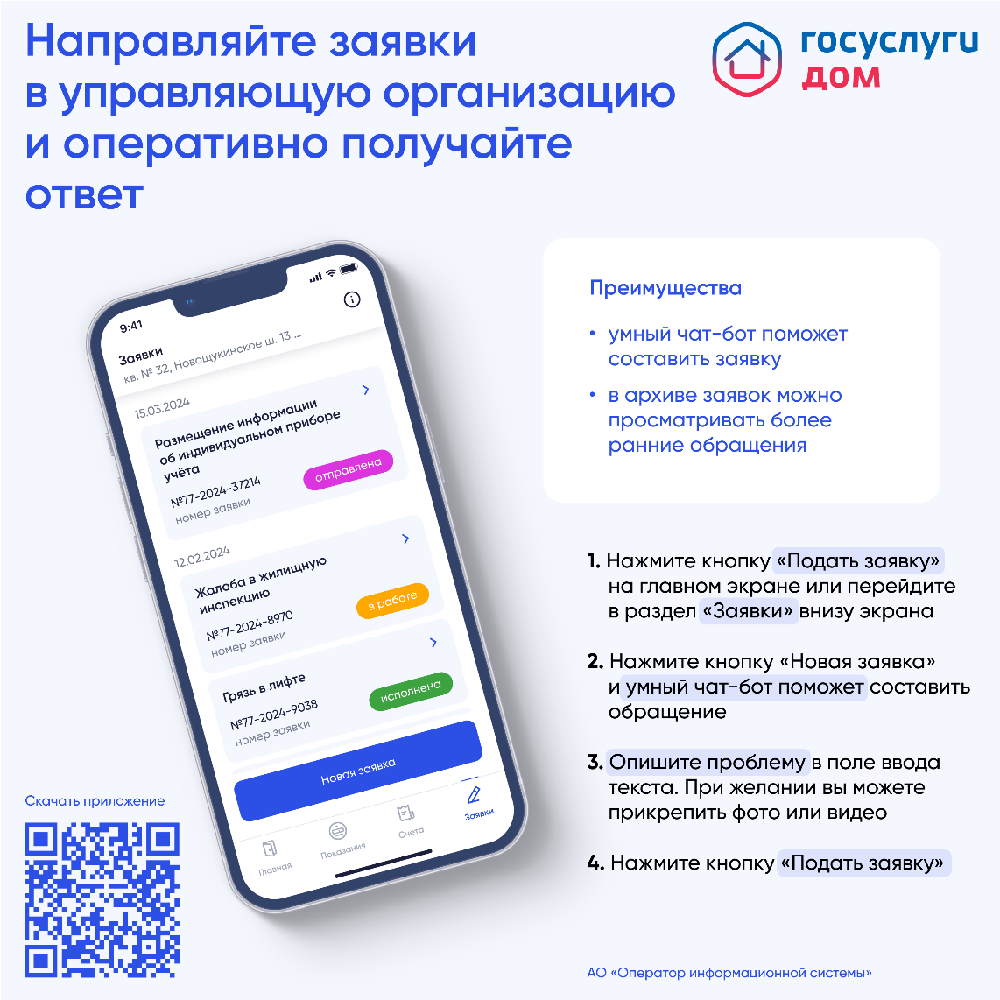 Направляйте заявки
в управляющую организацию
и оперативно получайте
ответ
госуслуги
дом
9:41
Заявки
кв. № 32, Новощукинское ш. 13 ...
15.03.2024
Размещение информации
об индивидуальном приборе
учёта
№77-2024-37214
номер заявки
отправлена
12.02.2024
Жалоба в жилищную
инспекцию
№77-2024-8970
номер заявки
в работе
Грязь в лифте
№77-2024-9038
номер заявки
исполнена
Новая заявка
Главная
Показания
Счета
Заявки
Преимущества
• умный чат-бот поможет
составить заявку
• в архиве заявок можно
просматривать более
ранние обращения
1. Нажмите кнопку «Подать заявку»
на главном экране или перейдите
в раздел «Заявки» внизу экрана
2. Нажмите кнопку «Новая заявка»
и умный чат-бот поможет составить
обращение
3. Опишите проблему в поле ввода
текста. При желании вы можете
прикрепить фото или видео
4. Нажмите кнопку «Подать заявку»
Скачать приложение
АО «Оператор информационной системы»